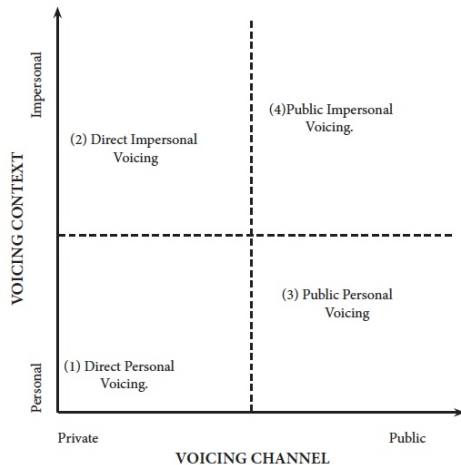 Impersonal
VOICING CONTEXT
Personal
(2) Direct Impersonal
Voicing
(4)Public Impersonal
Voicing.
(1) Direct Personal
Voicing.
(3) Public Personal
Voicing
Private
Public
VOICING CHANNEL